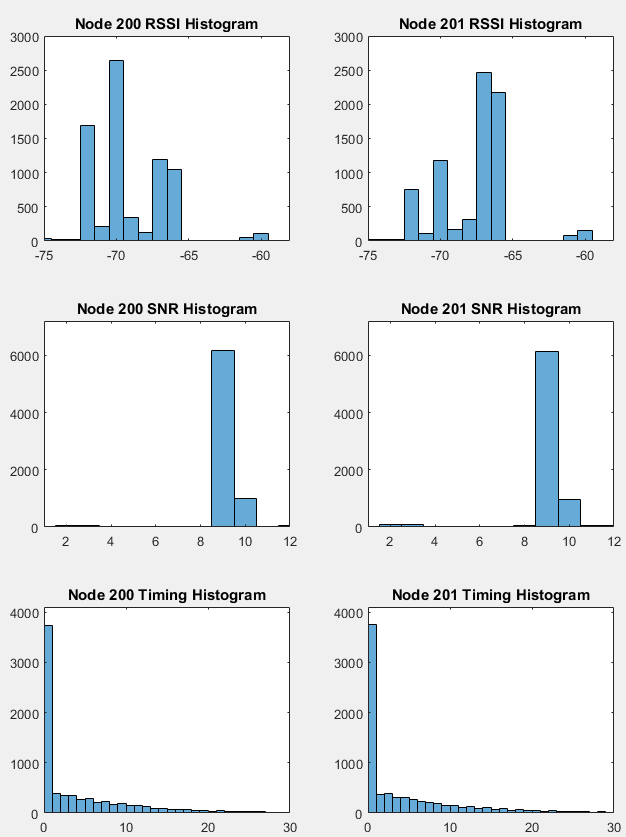 Node 200 RSSI Histogram
3000
2500
2000
1500
1000
500
0
-75 -70 -65 -60
Node 201 RSSI Histogram
3000
2500
2000
1500
1000
500
0
-75 -70 -65 -60
Node 200 SNR Histogram
6000
4000
2000
0
2 4 6 8 10 12
Node 201 SNR Histogram
6000
4000
2000
0
2 4 6 8 10 12
Node 200 Timing Histogram
4000
3000
2000
1000
0
0 10 20 30
Node 201 Timing Histogram
4000
3000
2000
1000
0
0 10 20 30